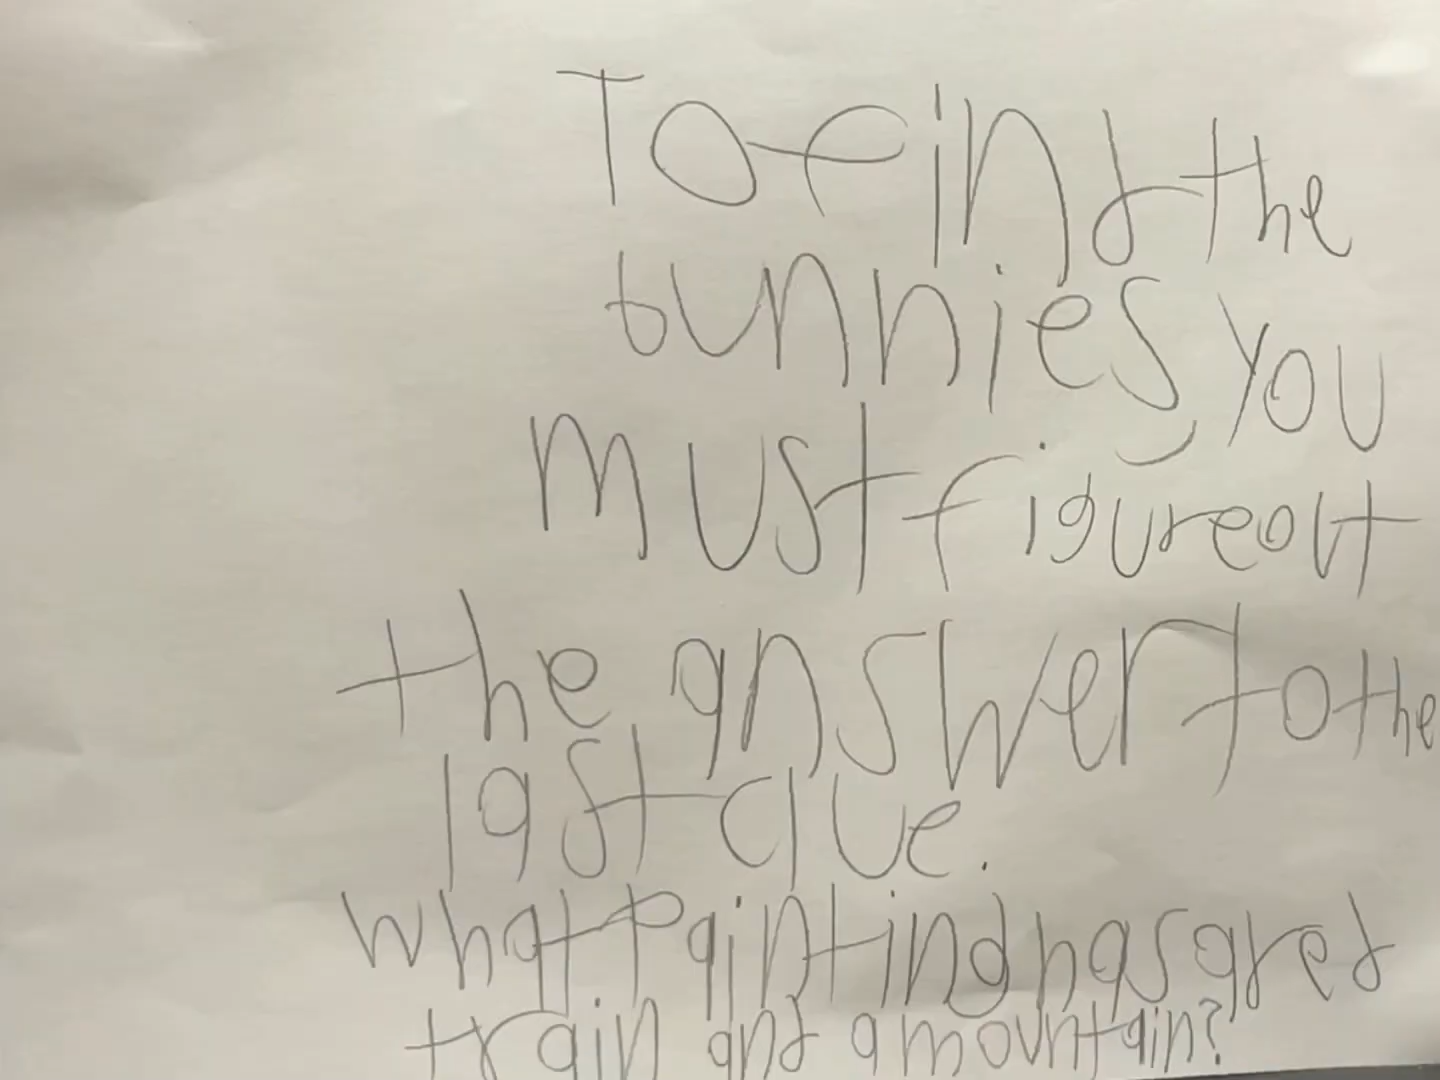 To find the
bunnies, you
must figure out
the answer to the
last clue.
What painting has a red
train and a mountain?